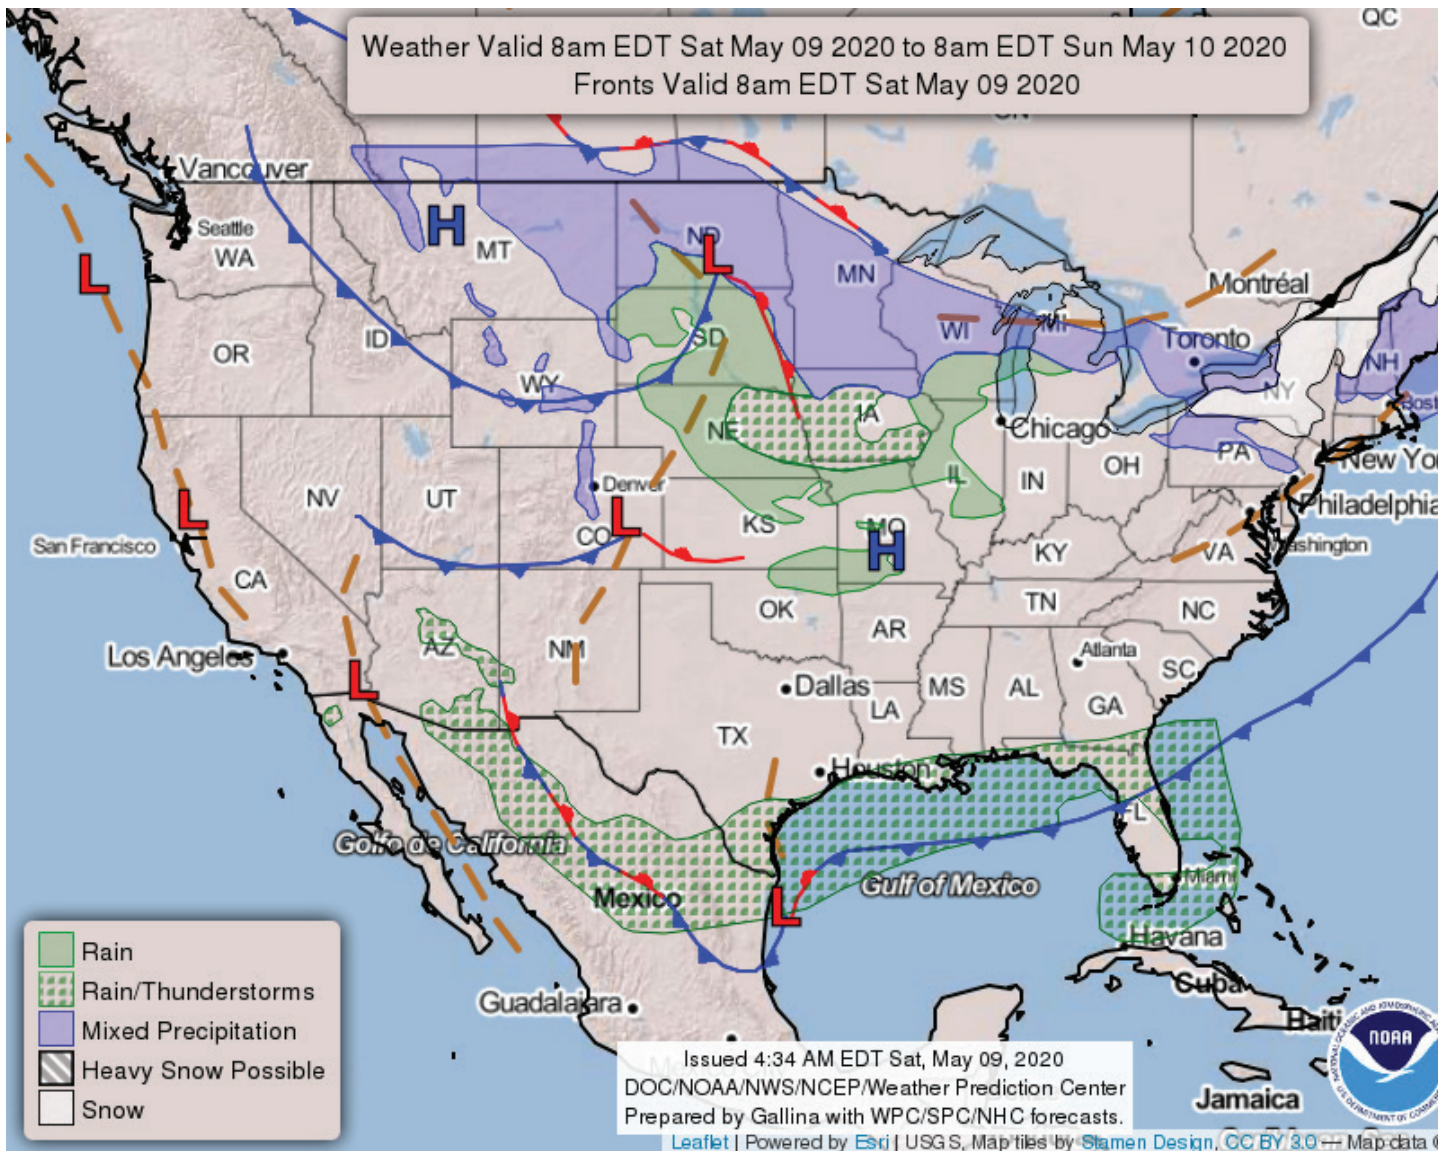 QC
Weather Valid 8am EDT Sat May 09 2020 to 8am EDT Sun May 10 2020
Fronts Valid 8am EDT Sat May 09 2020
Vancouver
Seattle
WA
H
MT
ND
L
MN
L
Montréal
OR
ID
WY
SD
WI
MI
Toronto
NH
NY
NE
IA
Chicago
PA
New Yo
NV
UT
Denver
IL
IN
OH
Philadelphia
L
San Francisco
CO
L
KS
MO
H
KY
VA
Washington
CA
OK
TN
NC
Los Angeles
AZ
NM
AR
Atlanta
SC
L
Dallas
LA
MS
AL
GA
TX
Houston
FL
Golfo de California
Mexico
L
Gulf of Mexico
Miami
Havana
Cuba
Guadalajara
Haiti
Jamaica
Rain
Rain/Thunderstorms
Mixed Precipitation
Heavy Snow Possible
Snow
Issued 4:34 AM EDT Sat, May 09, 2020
DOC/NOAA/NWS/NCEP/Weather Prediction Center
Prepared by Gallina with WPC/SPC/NHC forecasts.
NOAA
Leaflet | Powered by Esri | USGS, Map tiles by Stamen Design, CC BY 3.0 — Map data ©